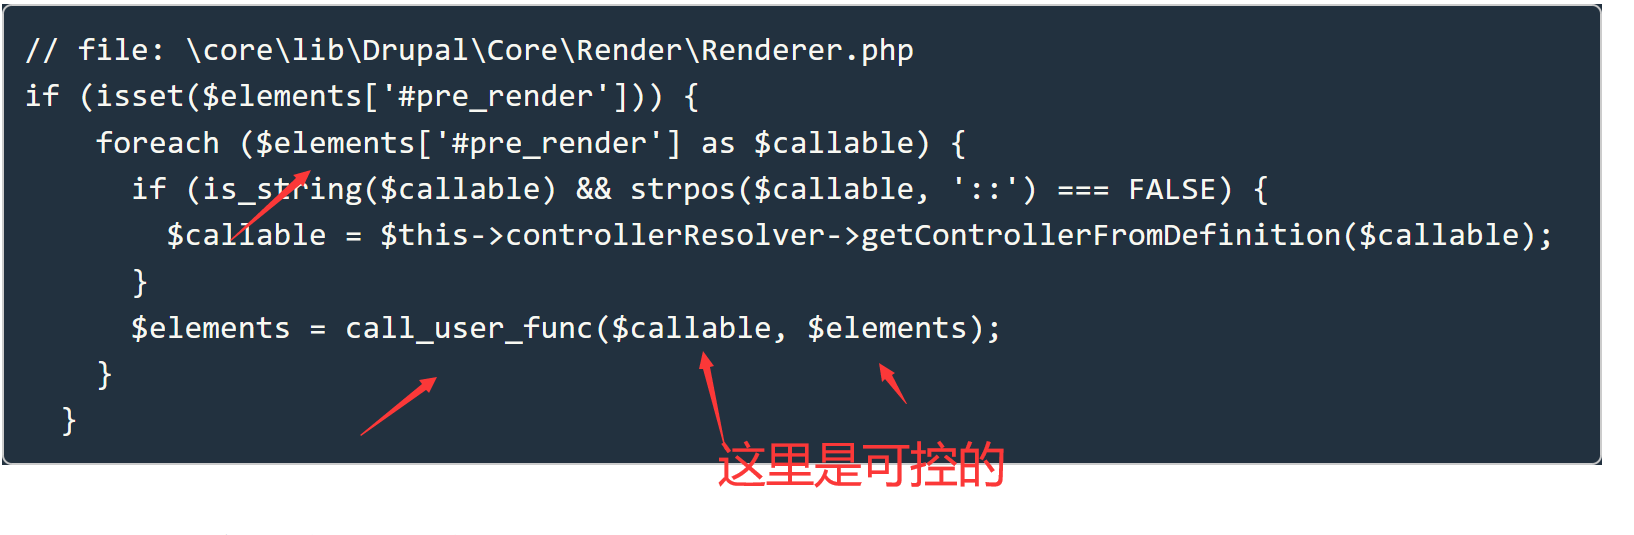 // file: \core\lib\Drupal\Core\Render\Renderer.php
if (isset($elements['#pre_render'])) {
foreach ($elements['#pre_render'] as $callable) {
if (is_string($callable) && strpos($callable, '::') === FALSE) {
$callable = $this->controllerResolver->getControllerFromDefinition($callable);
}
$elements = call_user_func($callable, $elements);
}
}
这里是可控的